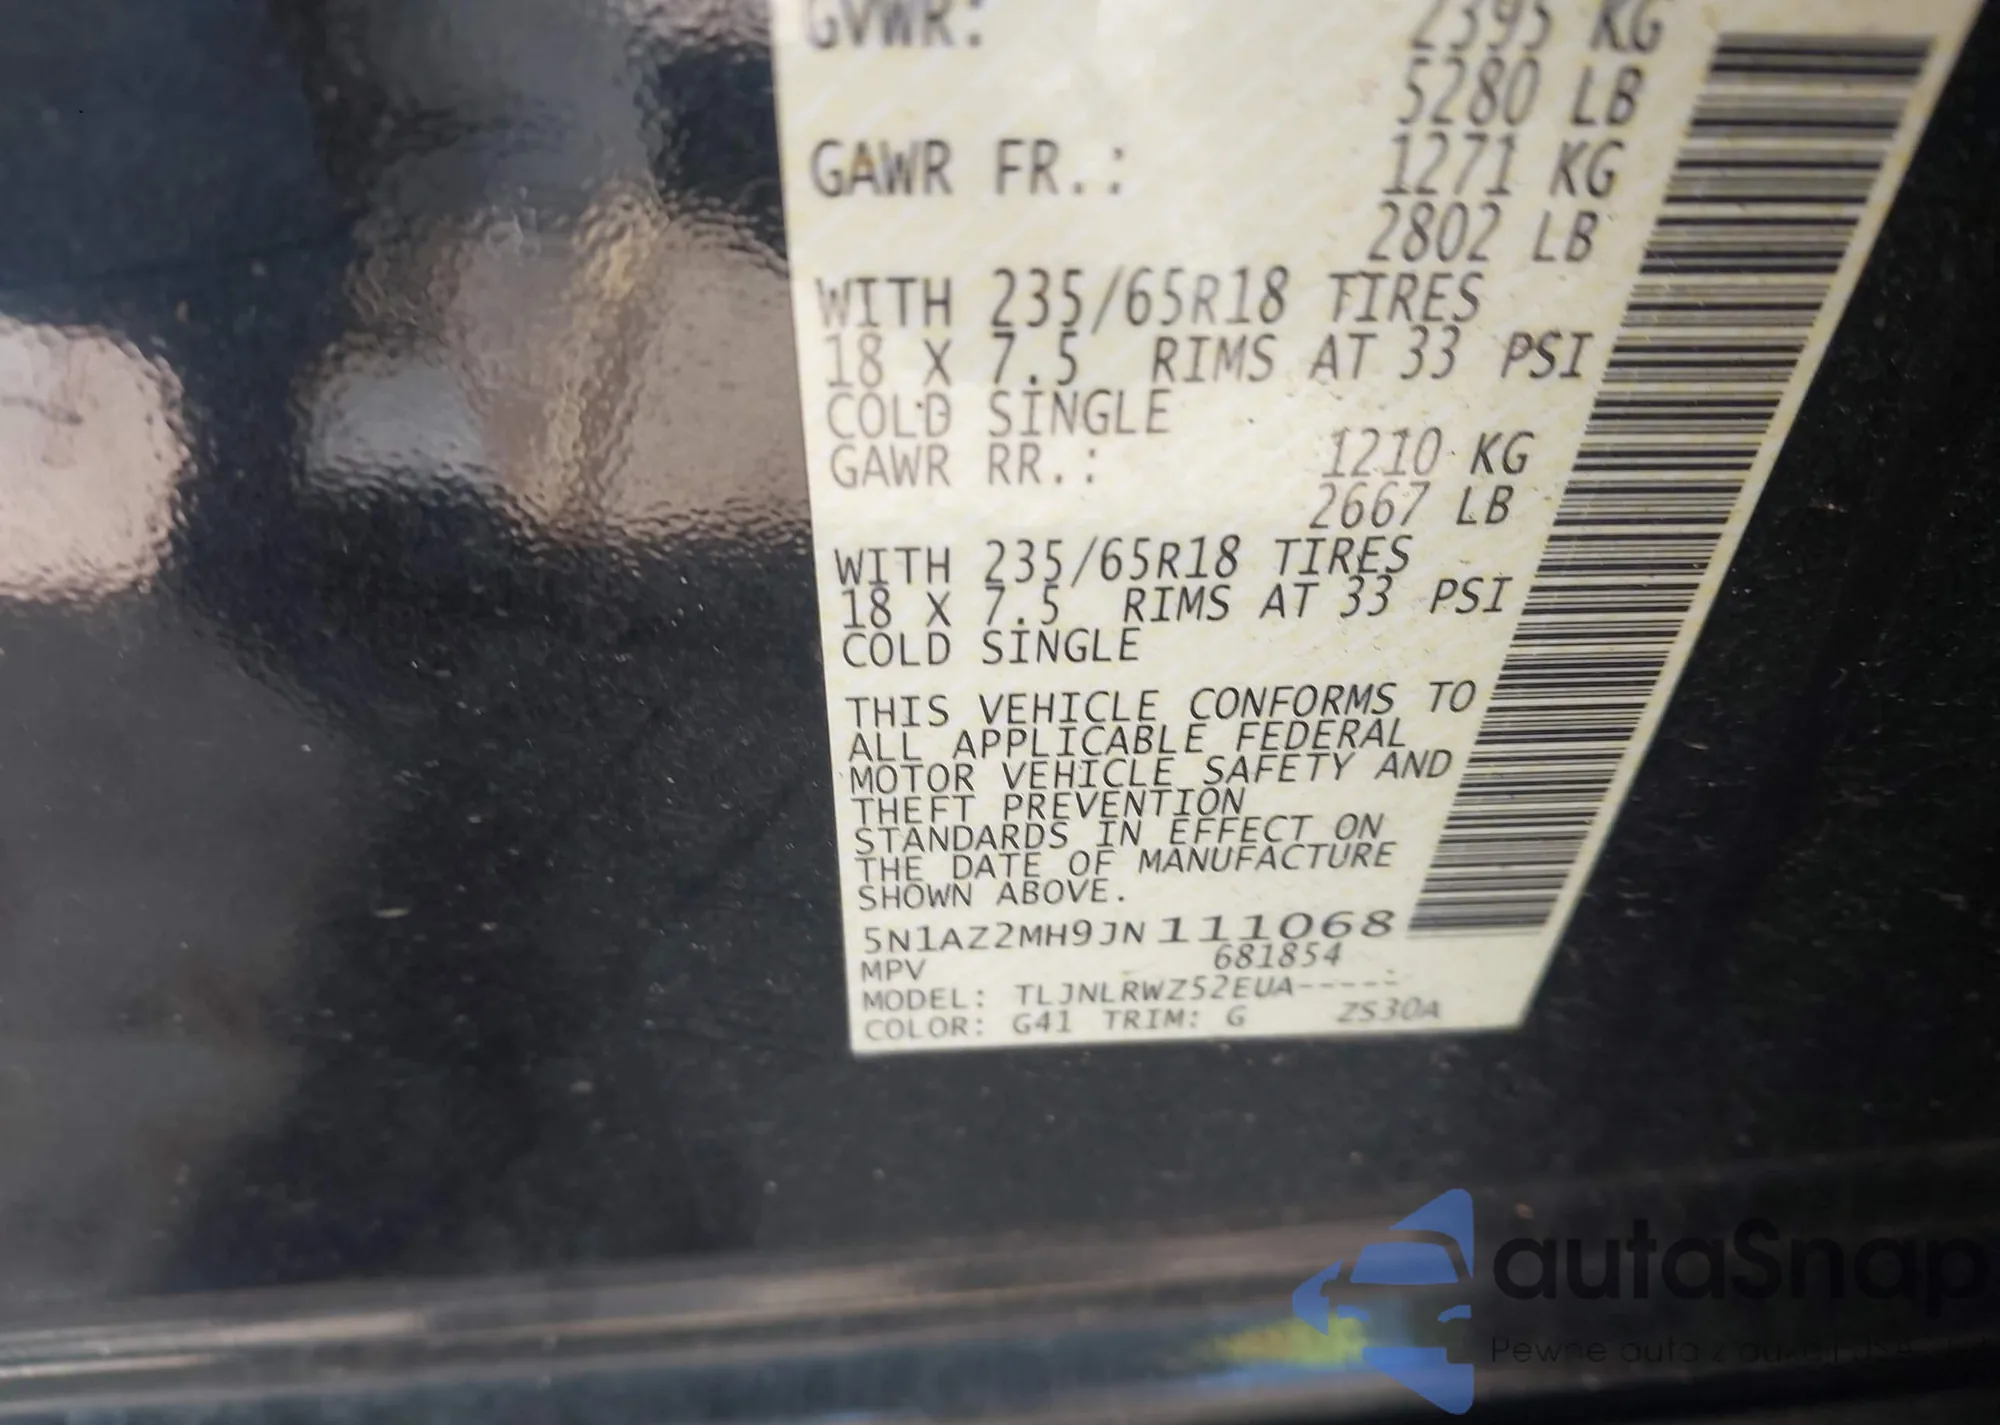 GVWR: 2395 KG
5280 LB
GAWR FR.: 1271 KG
2802 LB
WITH 235/65R18 TIRES
18 X 7.5 RIMS AT 33 PSI
COLD SINGLE
GAWR RR.: 1210 KG
2667 LB
WITH 235/65R18 TIRES
18 X 7.5 RIMS AT 33 PSI
COLD SINGLE
THIS VEHICLE CONFORMS TO
ALL APPLICABLE FEDERAL
MOTOR VEHICLE SAFETY AND
THEFT PREVENTION
STANDARDS IN EFFECT ON
THE DATE OF MANUFACTURE
SHOWN ABOVE.
5N1AZ2MH9JN111068
MPV 681854
MODEL: TLJNLRWZ52EUA-----
COLOR: G41 TRIM: G ZS30A
autaSnap
Pewne auta z